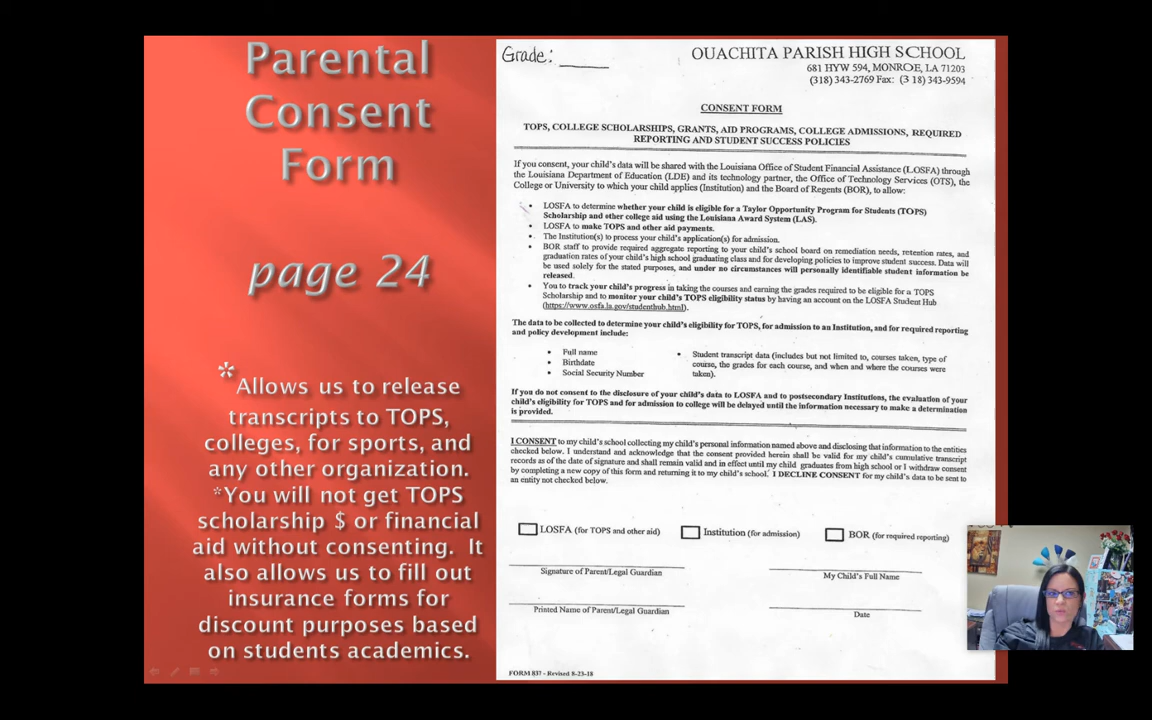 Parental
Consent
Form
page 24
*Allows us to release
transcripts to TOPS,
colleges, for sports, and
any other organization.
*You will not get TOPS
scholarship $ or financial
aid without consenting. It
also allows us to fill out
insurance forms for
discount purposes based
on students academics.
Grade: ____
OUACHITA PARISH HIGH SCHOOL
681 HYW 594, MONROE, LA 71203
(318) 343-2769 Fax: (3 18) 343-9594
CONSENT FORM
TOPS, COLLEGE SCHOLARSHIPS, GRANTS, AID PROGRAMS, COLLEGE ADMISSIONS, REQUIRED
REPORTING AND STUDENT SUCCESS POLICIES
If you consent, your child's data will be shared with the Louisiana Office of Student Financial Assistance (LOSFA) through
the Louisiana Department of Education (LDE) and its technology partner, the Office of Technology Services (OTS), the
College or University to which your child applies (Institution) and the Board of Regents (BOR), to allow:
• LOSFA to determine whether your child is eligible for a Taylor Opportunity Program for Students (TOPS)
Scholarship and other college aid using the Louisiana Award System (LAS).
• LOSFA to make TOPS and other aid payments.
• The Institution(s) to process your child's application(s) for admission.
• BOR staff to provide required aggregate reporting to your child's school board on remediation needs, retention rates, and
graduation rates of your child's high school graduating class and for developing policies to improve student success. Data will
be used solely for the stated purposes, and under no circumstances will personally identifiable student information be
released.
• You to track your child's progress in taking the courses and earning the grades required to be eligible for a TOPS
Scholarship and to monitor your child's TOPS eligibility status by having an account on the LOSFA Student Hub
(https://www.osfa.la.gov/studenthub.html).
The data to be collected to determine your child's eligibility for TOPS, for admission to an Institution, and for required reporting
and policy development include:
• Full name
• Birthdate
• Social Security Number
• Student transcript data (includes but not limited to, courses taken, type of
course, the grades for each course, and when and where the courses were
taken).
If you do not consent to the disclosure of your child's data to LOSFA and to postsecondary Institutions, the evaluation of your
child's eligibility for TOPS and for admission to college will be delayed until the information necessary to make a determination
is provided.
I CONSENT to my child's school collecting my child's personal information named above and disclosing that information to the entities
checked below. I understand and acknowledge that the consent provided herein shall be valid for my child's cumulative transcript
records as of the date of signature and shall remain valid and in effect until my child graduates from high school or I withdraw consent
by completing a new copy of this form and returning it to my child's school. I DECLINE CONSENT for my child's data to be sent to
an entity not checked below.
LOSFA (for TOPS and other aid) Institution (for admission) BOR (for required reporting)
Signature of Parent/Legal Guardian My Child's Full Name
Printed Name of Parent/Legal Guardian Date
FORM 837 - Revised 8-23-18